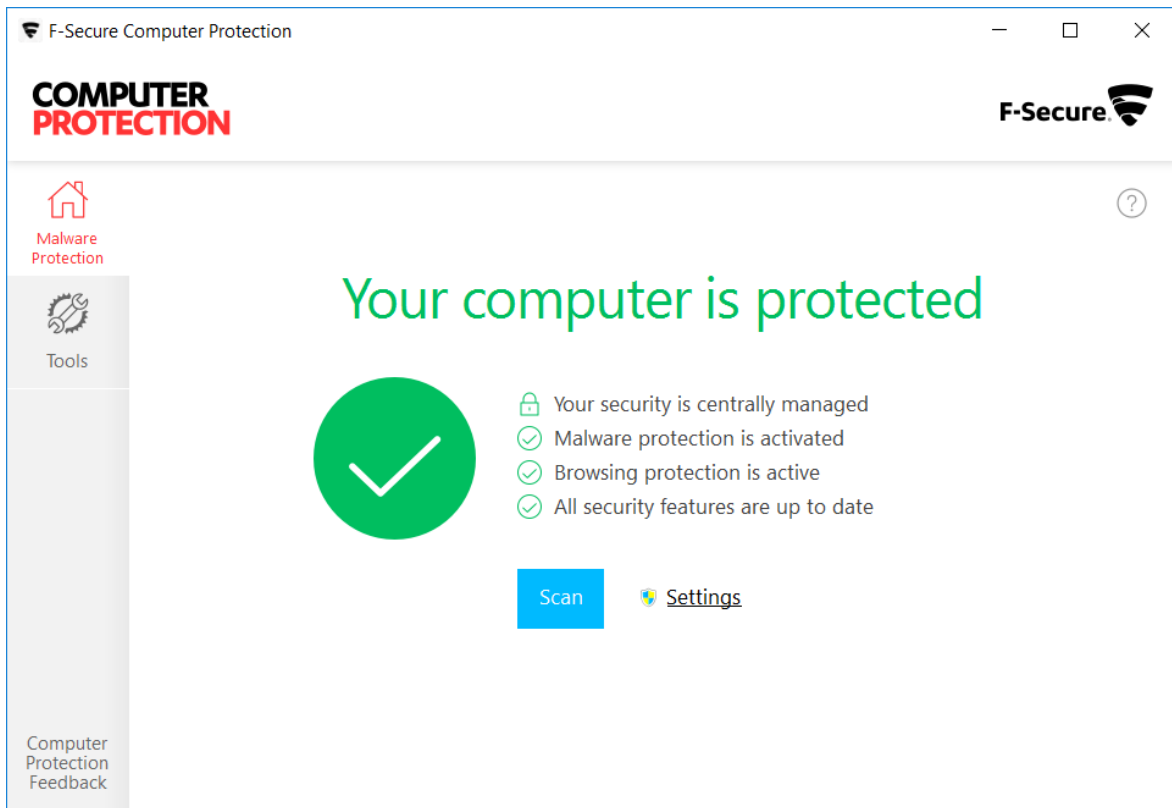 F-Secure Computer Protection
COMPUTER
PROTECTION
F-Secure.
Malware
Protection
?
Tools
Your computer is protected
Your security is centrally managed
Malware protection is activated
Browsing protection is active
All security features are up to date
Scan
Settings
Computer
Protection
Feedback